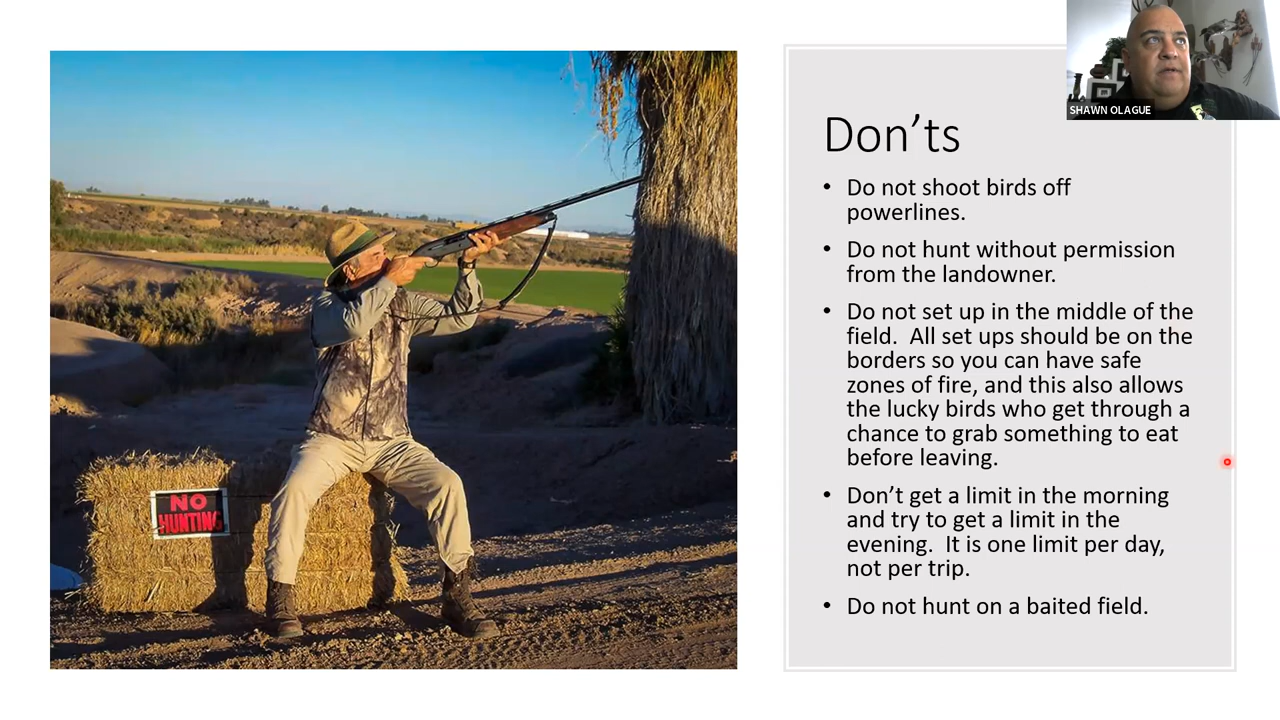 SHAWN OLAGUE
Don’ts
• Do not shoot birds off
powerlines.
• Do not hunt without permission
from the landowner.
• Do not set up in the middle of the
field.  All set ups should be on the
borders so you can have safe
zones of fire, and this also allows
the lucky birds who get through a
chance to grab something to eat
before leaving.
• Don’t get a limit in the morning
and try to get a limit in the
evening.  It is one limit per day,
not per trip.
• Do not hunt on a baited field.
NO
HUNTING